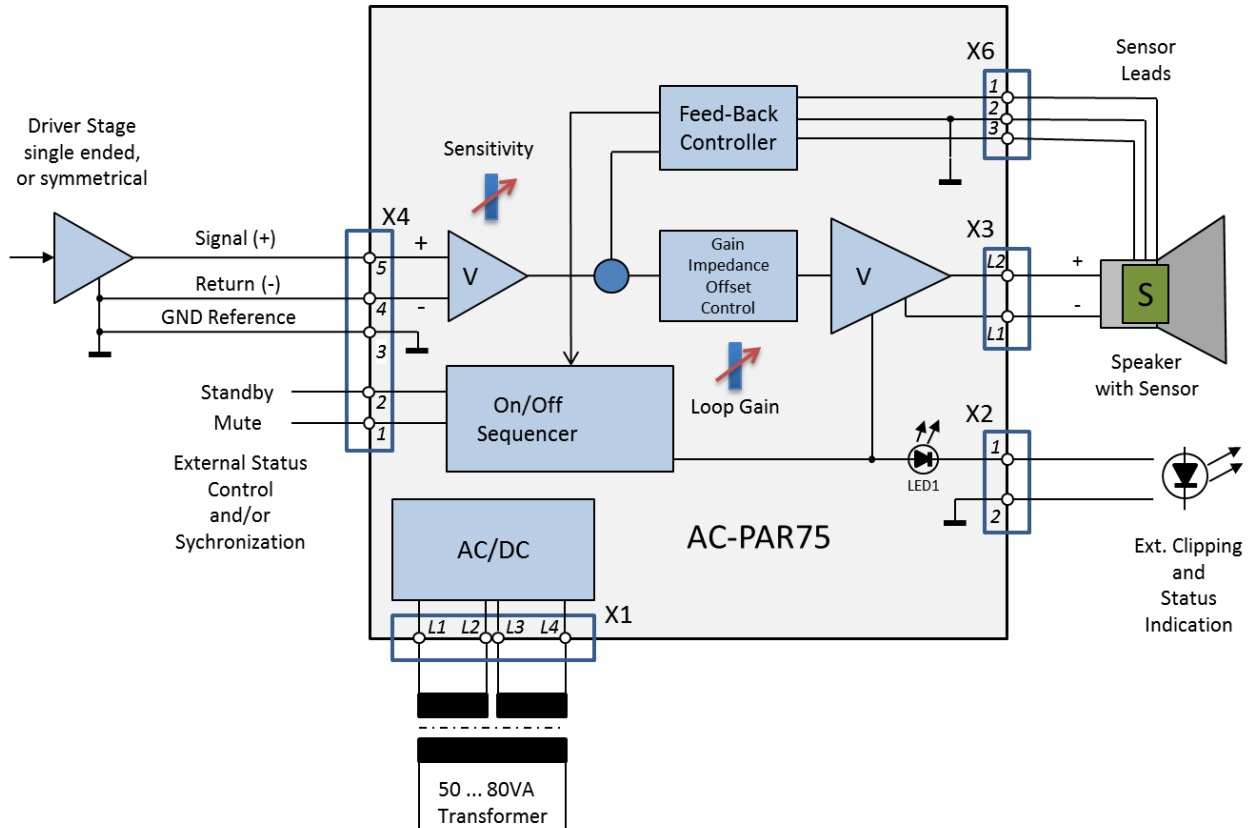 Driver Stage
single ended,
or symmetrical
Signal (+)
Return (-)
GND Reference
Standby
Mute
External Status
Control
and/or
Sychronization
X4
5
4
3
2
1
+
-
Sensitivity
V
Feed-Back
Controller
Gain
Impedance
Offset
Control
Loop Gain
V
On/Off
Sequencer
LED1
AC-PAR75
AC/DC
X1
L1 L2 L3 L4
50 ... 80VA
Transformer
X6
1
2
3
Sensor
Leads
X3
L2
L1
+
-
S
Speaker
with Sensor
X2
1
2
Ext. Clipping
and
Status
Indication